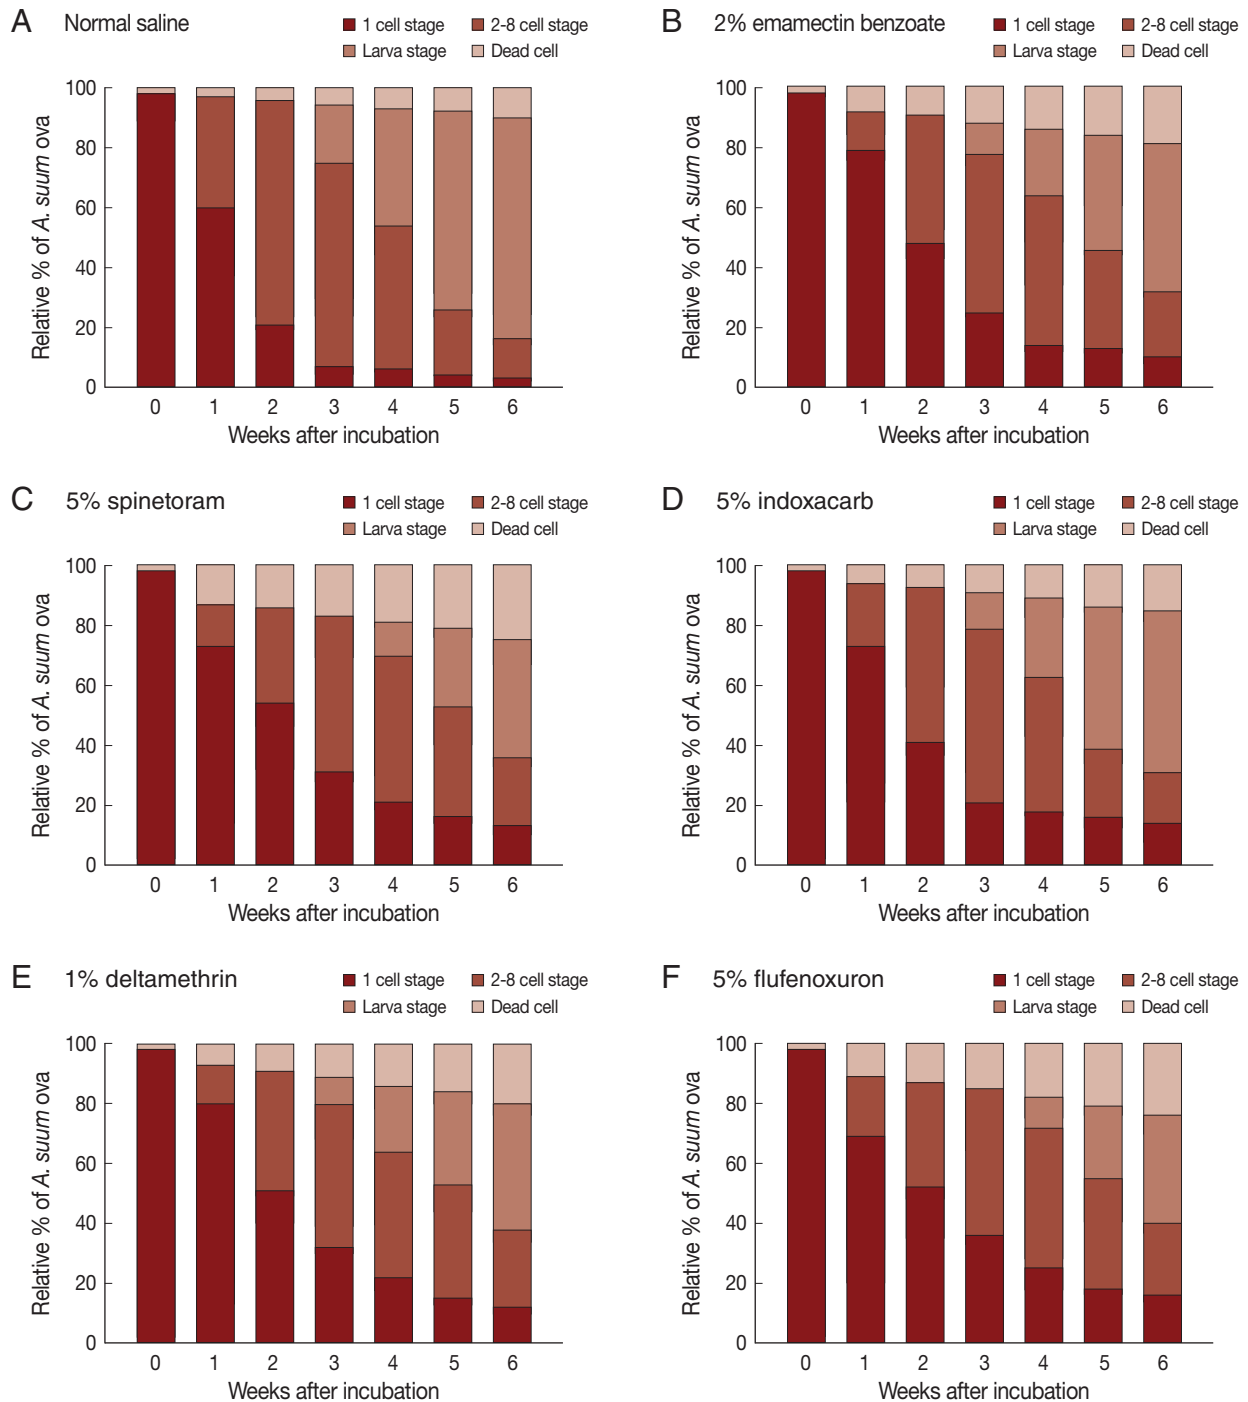 A Normal saline
1 cell stage 2-8 cell stage
Larva stage Dead cell
Relative % of A. suum ova
100
80
60
40
20
0
0 1 2 3 4 5 6
Weeks after incubation
B 2% emamectin benzoate
1 cell stage 2-8 cell stage
Larva stage Dead cell
Relative % of A. suum ova
100
80
60
40
20
0
0 1 2 3 4 5 6
Weeks after incubation
C 5% spinetoram
1 cell stage 2-8 cell stage
Larva stage Dead cell
Relative % of A. suum ova
100
80
60
40
20
0
0 1 2 3 4 5 6
Weeks after incubation
D 5% indoxacarb
1 cell stage 2-8 cell stage
Larva stage Dead cell
Relative % of A. suum ova
100
80
60
40
20
0
0 1 2 3 4 5 6
Weeks after incubation
E 1% deltamethrin
1 cell stage 2-8 cell stage
Larva stage Dead cell
Relative % of A. suum ova
100
80
60
40
20
0
0 1 2 3 4 5 6
Weeks after incubation
F 5% flufenoxuron
1 cell stage 2-8 cell stage
Larva stage Dead cell
Relative % of A. suum ova
100
80
60
40
20
0
0 1 2 3 4 5 6
Weeks after incubation